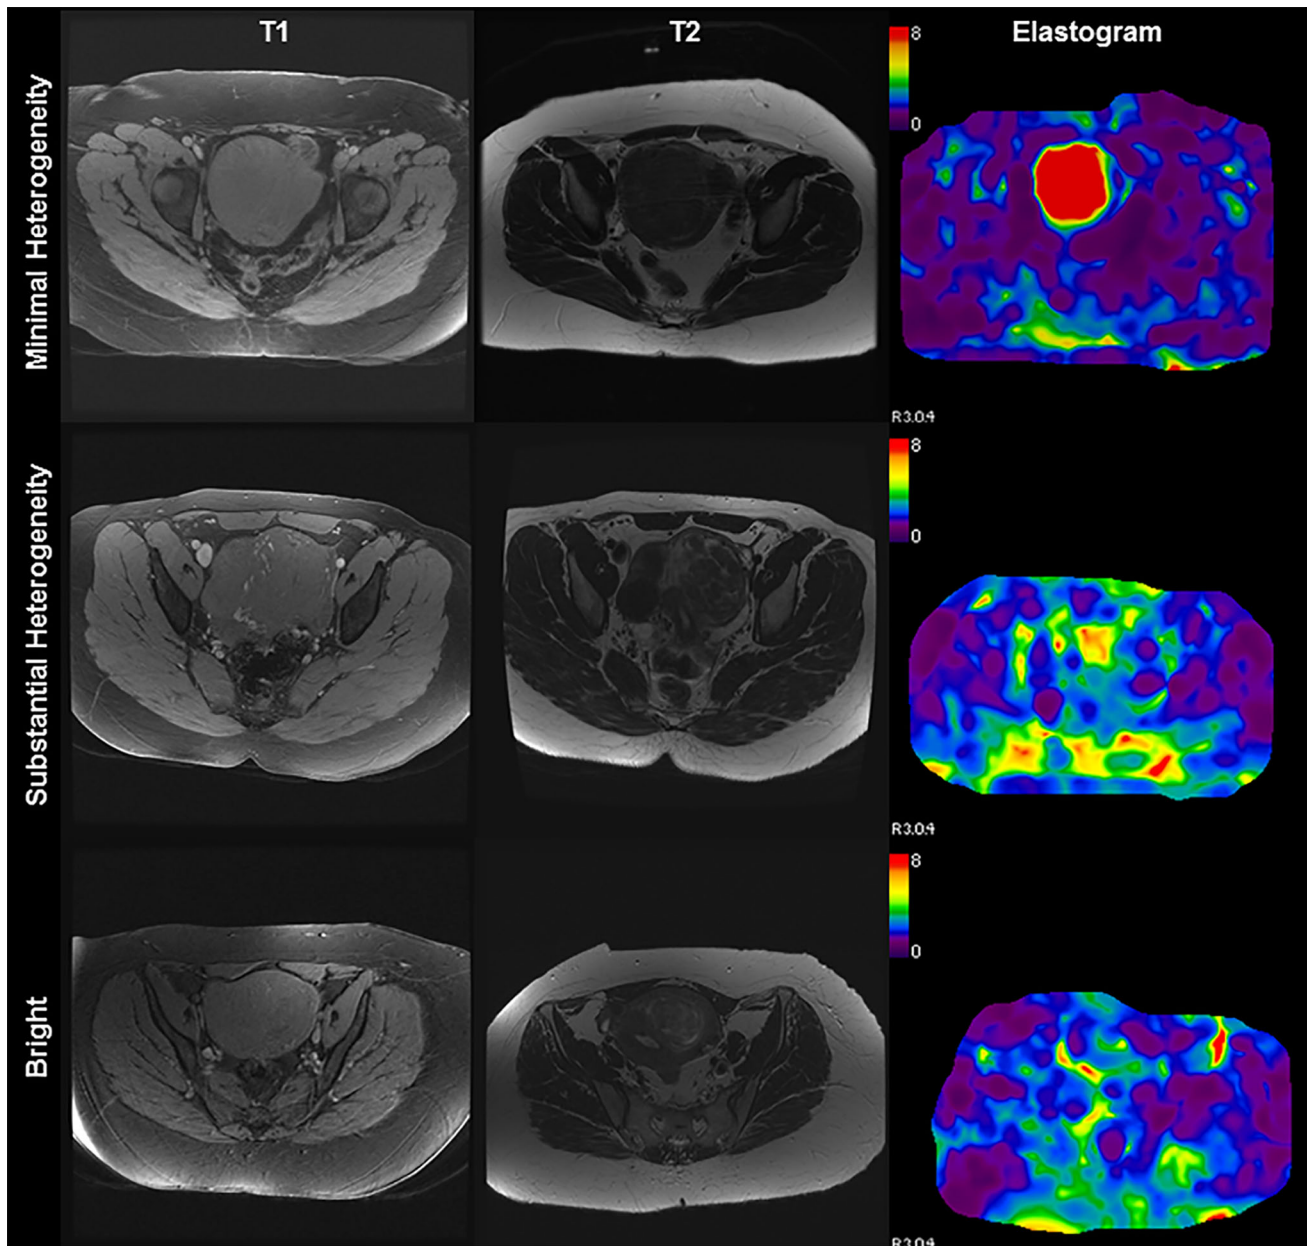 T1
T2
Elastogram
Minimal Heterogeneity
8
0
R3.0.4
Substantial Heterogeneity
8
0
R3.0.4
Bright
8
0
R3.0.4